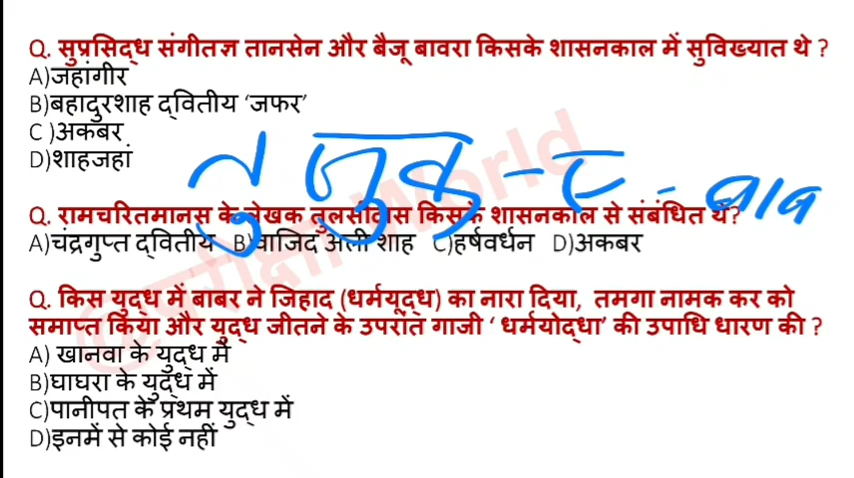 Q. सुप्रसिद्ध संगीतज्ञ तानसेन और बैजू बावरा किसके शासनकाल में सुविख्यात थे ?
A)जहांगीर
B)बहादुरशाह द्वितीय ‘जफर’
C )अकबर
D)शाहजहां
Q. रामचरितमानस के लेखक तुलसीदास किसके शासनकाल से संबंधित थे?
A)चंद्रगुप्त द्वितीय B)वाजिद अली शाह C)हर्षवर्धन D)अकबर
Q. किस युद्ध में बाबर ने जिहाद (धर्मयूद्ध) का नारा दिया, तमगा नामक कर को
समाप्त किया और युद्ध जीतने के उपरांत गाजी ‘ धर्मयोद्धा’ की उपाधि धारण की ?
A) खानवा के युद्ध में
B)घाघरा के युद्ध में
C)पानीपत के प्रथम युद्ध में
D)इनमें से कोई नहीं
@परीक्षा World